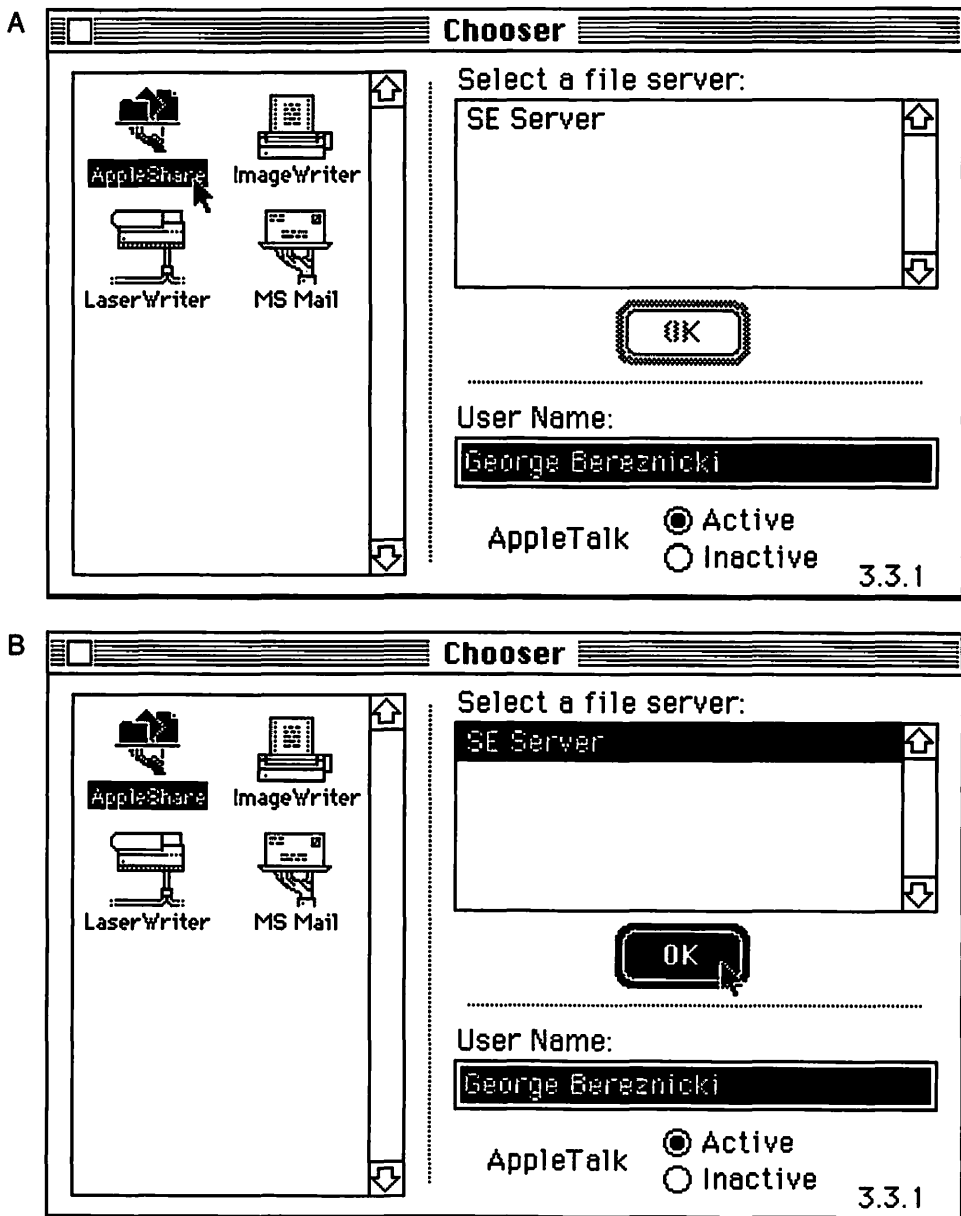 A
Chooser
AppleShare
ImageWriter
LaserWriter
MS Mail
Select a file server:
SE Server
OK
User Name:
George Bereznicki
AppleTalk
Active
Inactive
3.3.1
B
Chooser
AppleShare
ImageWriter
LaserWriter
MS Mail
Select a file server:
SE Server
OK
User Name:
George Bereznicki
AppleTalk
Active
Inactive
3.3.1